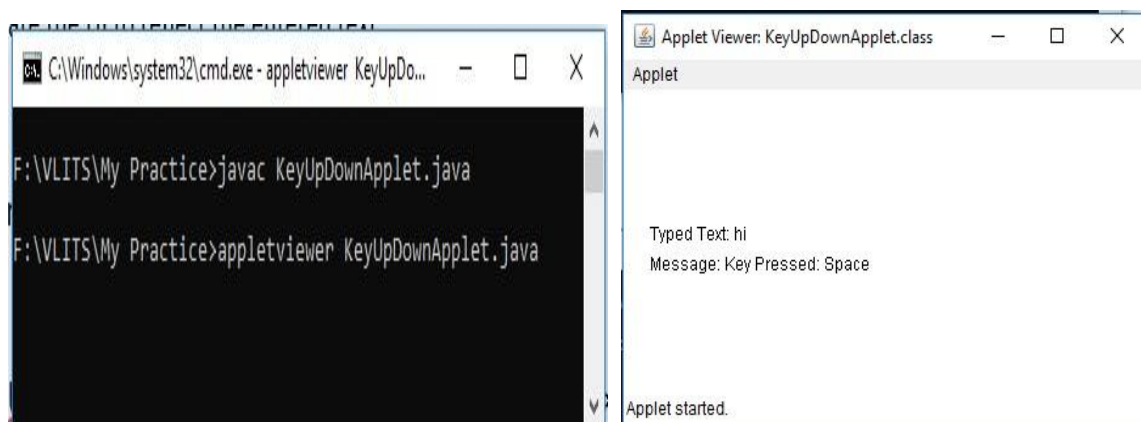 C:\Windows\system32\cmd.exe - appletviewer KeyUpDo...
F:\VLITS\My Practice>javac KeyUpDownApplet.java
F:\VLITS\My Practice>appletviewer KeyUpDownApplet.java
Applet Viewer: KeyUpDownApplet.class
Applet
Typed Text: hi
Message: Key Pressed: Space
Applet started.